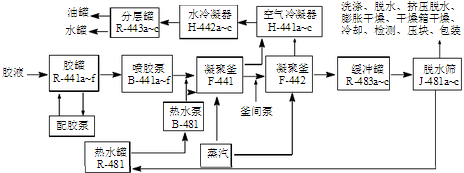 油罐
水罐
分层罐
R-443a~c
水冷凝器
H-442a~c
空气冷凝器
H-441a~c
洗涤、脱水、
挤压脱水、
膨胀干燥、干燥箱干燥、
冷却、检测、压块、包装
胶液
胶罐
R-441a~f
喷胶泵
B-441a~f
凝聚釜
F-441
凝聚釜
F-442
缓冲罐
R-483a~c
脱水筛
J-481a~c
热水泵
B-481
釜间泵
配胶泵
热水罐
R-481
蒸汽